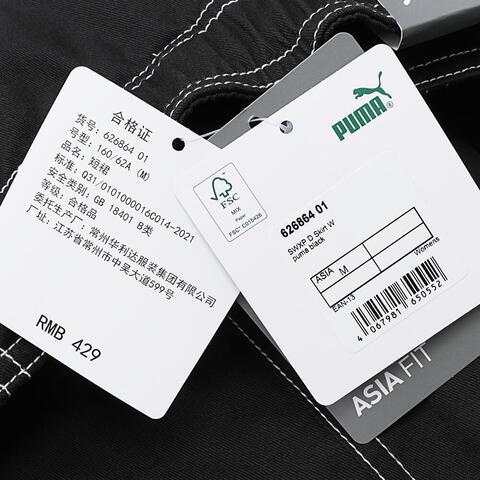 合格证
货号: 626864 01
号型: 160/62A (M)
品名: 短裙
标准: Q31/0101000160014-2021
安全类别: GB 18401 B类
等级: 合格品
委托生产厂: 常州华利达服装集团有限公司
厂址: 江苏省常州市中吴大道599号
RMB 429
FSC
MIX
Paper
FSC® C015426
PUMA®
626864 01
SWxP D Skirt W
puma black
ASIA M
Womens
EAN-13
4 067981 650552
ASIA FIT